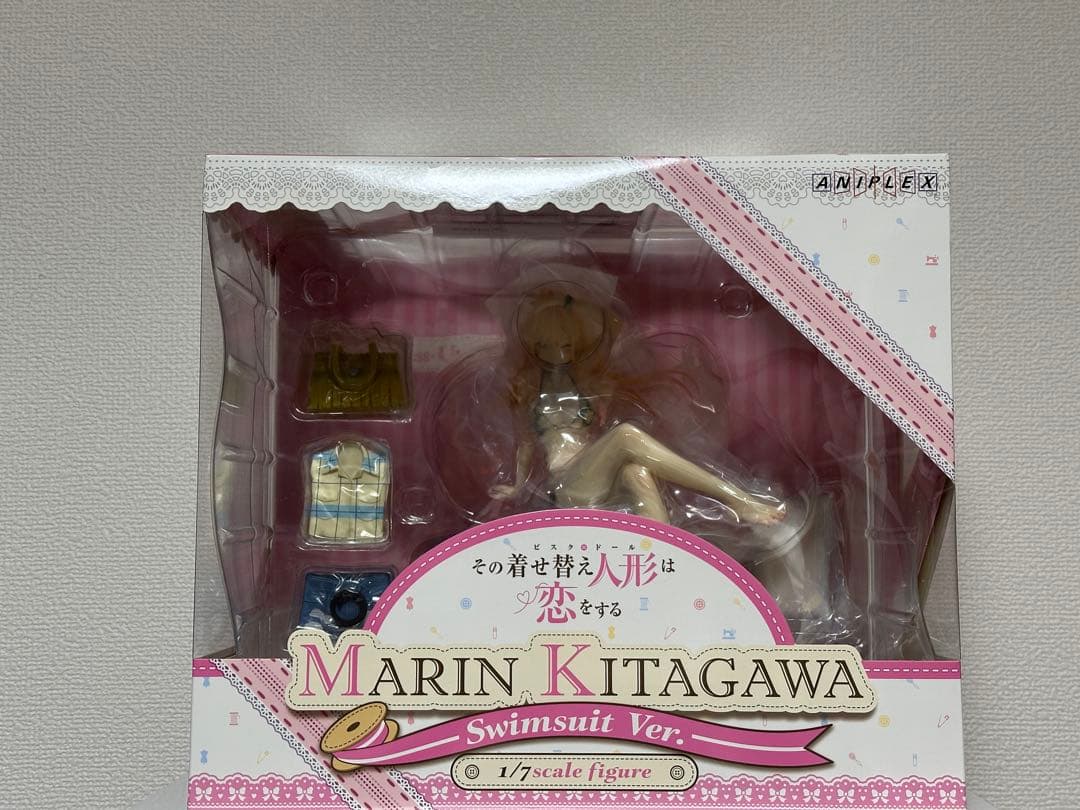 ANIPLEX
ビスク・ドール
その着せ替え人形は
恋をする
MARIN KITAGAWA
Swimsuit Ver.
1/7 scale figure